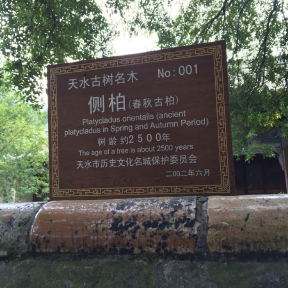 天水古树名木 No:001
侧柏(春秋古柏)
Platycladus orientalis (ancient
platycladus in Spring and Autumn Period)
树龄约2500年
The age of a tree is about 2500 years
天水市历史文化名城保护委员会
二〇〇二年六月